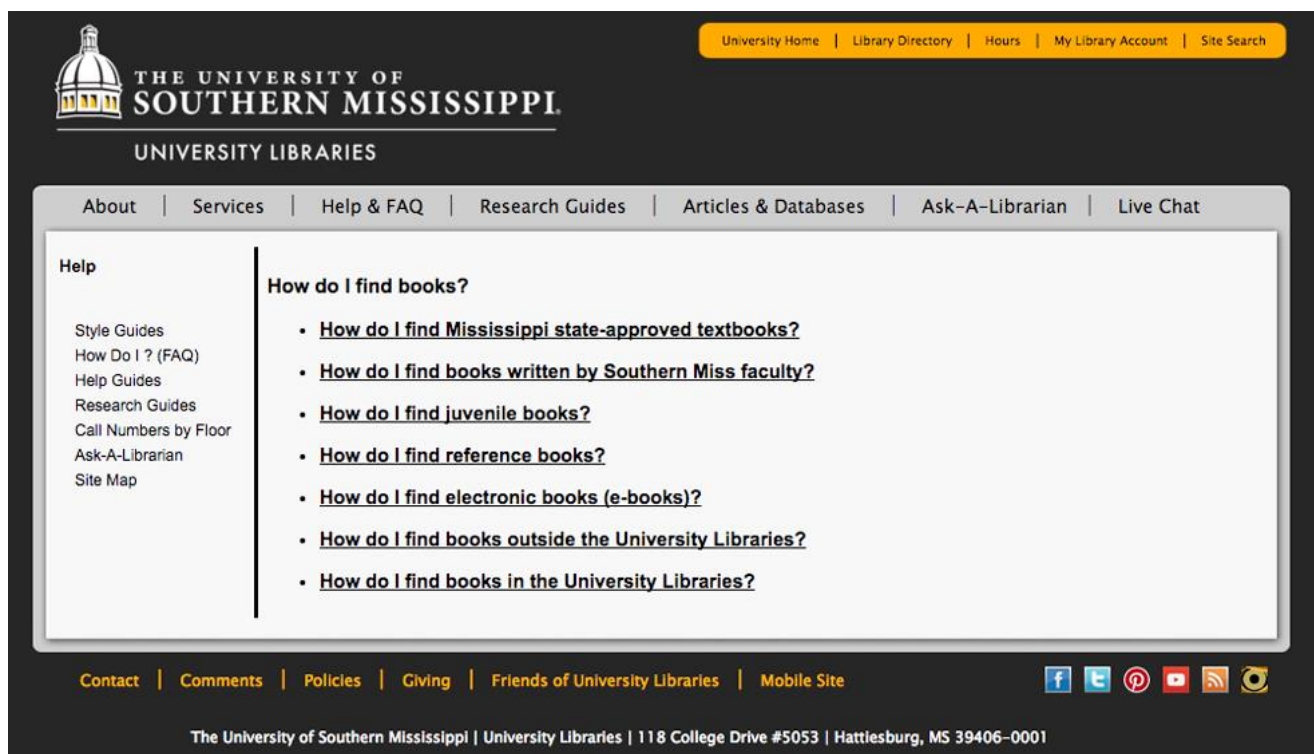 University Home | Library Directory | Hours | My Library Account | Site Search
THE UNIVERSITY OF
SOUTHERN MISSISSIPPI.
UNIVERSITY LIBRARIES
About | Services | Help & FAQ | Research Guides | Articles & Databases | Ask-A-Librarian | Live Chat
Help
Style Guides
How Do I ? (FAQ)
Help Guides
Research Guides
Call Numbers by Floor
Ask-A-Librarian
Site Map
How do I find books?
• How do I find Mississippi state-approved textbooks?
• How do I find books written by Southern Miss faculty?
• How do I find juvenile books?
• How do I find reference books?
• How do I find electronic books (e-books)?
• How do I find books outside the University Libraries?
• How do I find books in the University Libraries?
Contact | Comments | Policies | Giving | Friends of University Libraries | Mobile Site
The University of Southern Mississippi | University Libraries | 118 College Drive #5053 | Hattiesburg, MS 39406-0001